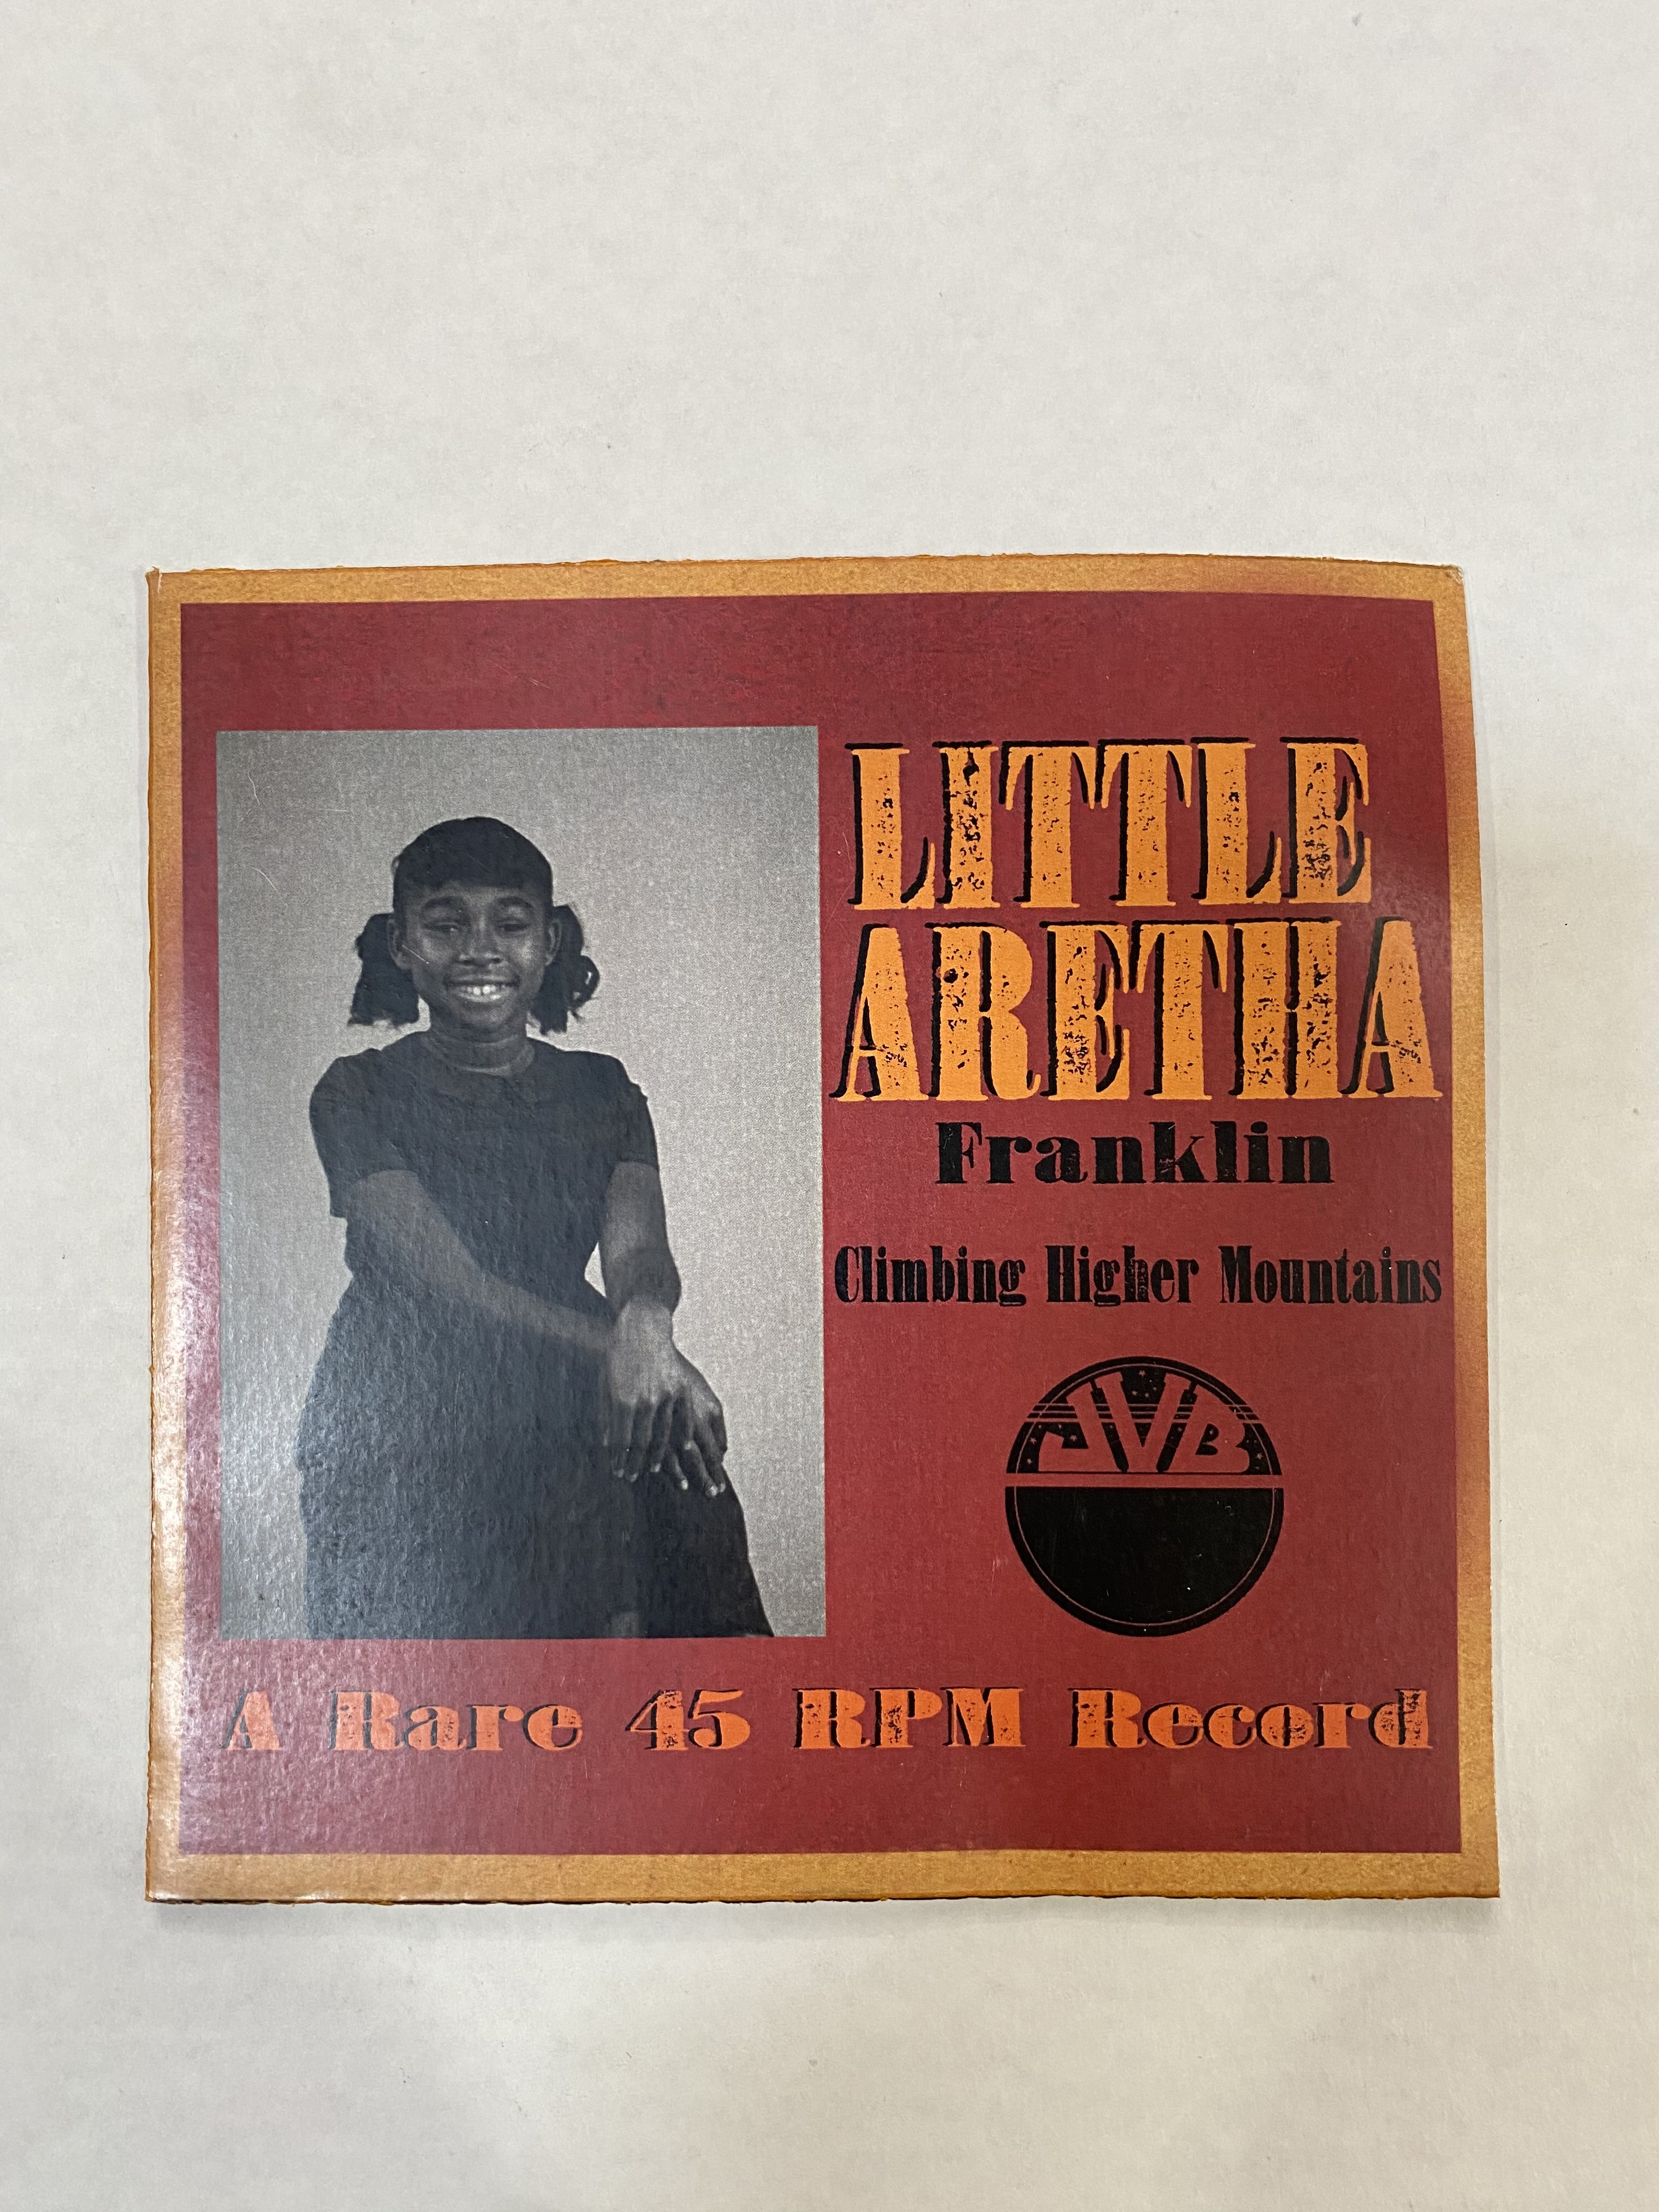 LITTLE
ARETHA
Franklin
Climbing Higher Mountains
JVB
A Rare 45 RPM Record